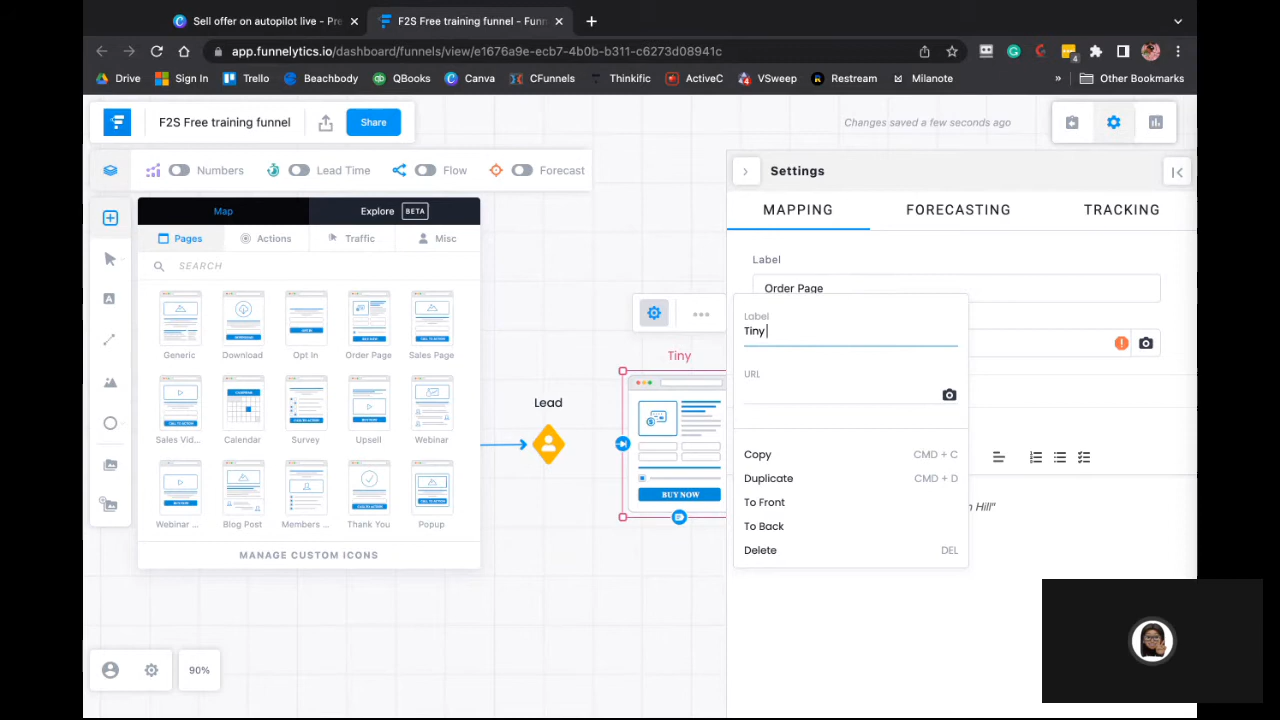 Sell offer on autopilot live - Pre
F2S Free training funnel - Funn
app.funnelytics.io/dashboard/funnels/view/e1676a9e-ecb7-4b0b-b311-c6273d08941c
4
Drive
Sign In
Trello
Beachbody
QBooks
Canva
CFunnels
Thinkific
ActiveC
VSweep
Restream
Milanote
»
Other Bookmarks
F2S Free training funnel
Share
Changes saved a few seconds ago
Numbers
Lead Time
Flow
Forecast
Settings
MAPPING
FORECASTING
TRACKING
Map
Explore BETA
Pages
Actions
Traffic
Misc
SEARCH
Generic
Download
Opt In
Order Page
Sales Page
Sales Vid...
Calendar
Survey
Upsell
Webinar
Webinar ...
Blog Post
Members ...
Thank You
Popup
MANAGE CUSTOM ICONS
Lead
Tiny
BUY NOW
Label
Order Page
Label
Tiny
URL
Copy CMD + C
Duplicate CMD + D
To Front
To Back
Delete DEL
n Hill"
90%